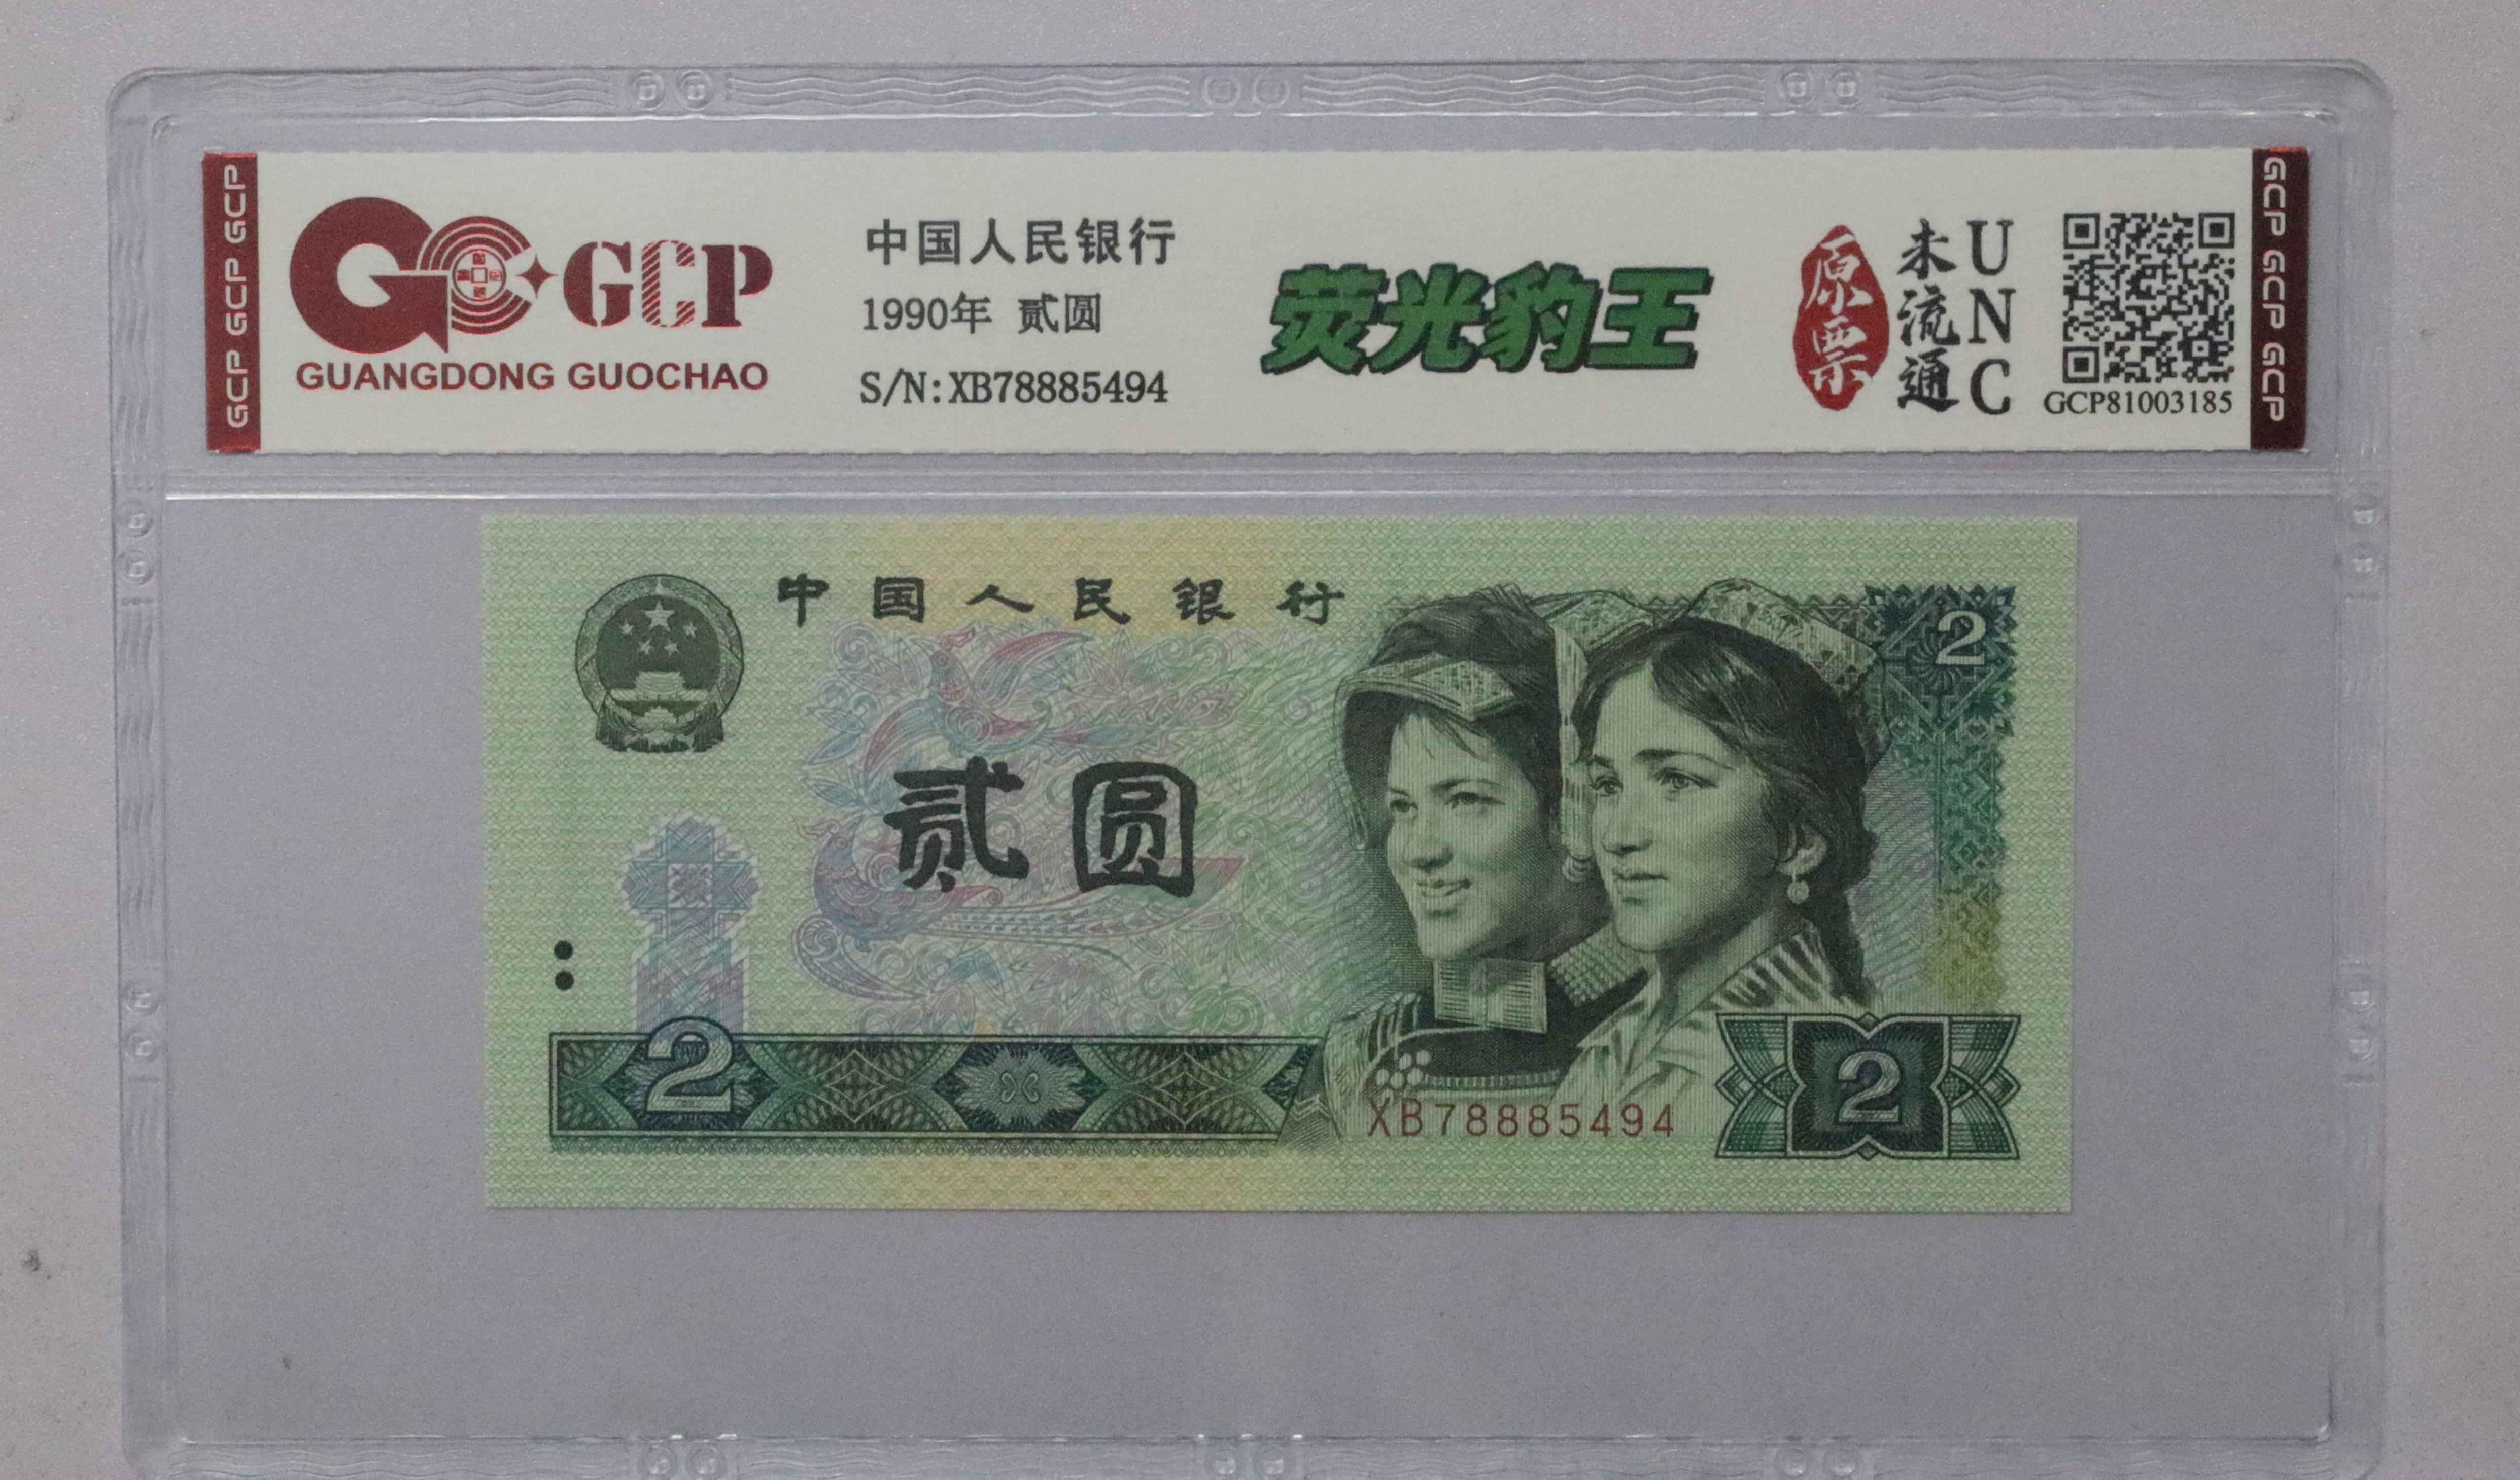 GCP GCP GCP
GCP
GUANGDONG GUOCHAO
中国人民银行
1990年 贰圆
S/N:XB78885494
荧光豹王
原票
未流通
UNC
GCP81003185
GCP GCP GCP
中国人民银行
2
贰圆
2
XB78885494
2